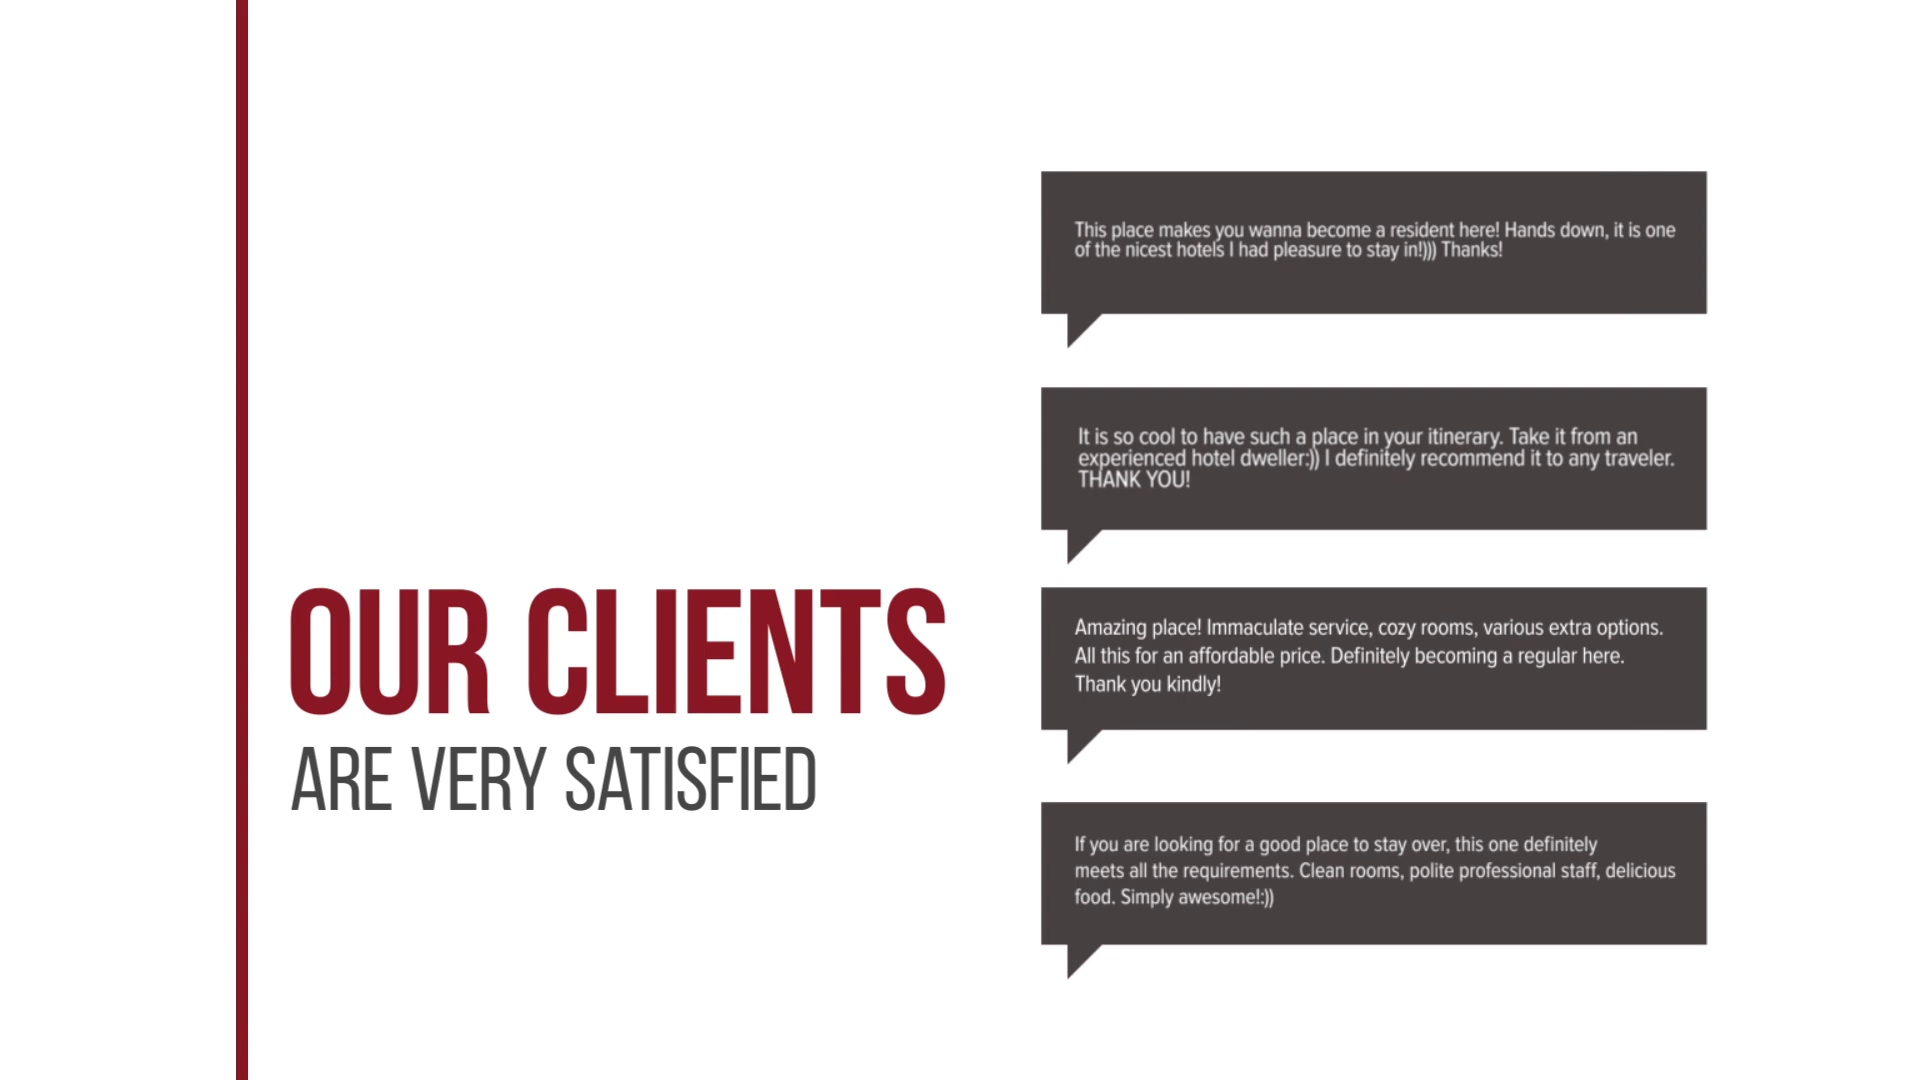 OUR CLIENTS
ARE VERY SATISFIED
This place makes you wanna become a resident here! Hands down, it is one
of the nicest hotels I had pleasure to stay in!))) Thanks!
It is so cool to have such a place in your itinerary. Take it from an
experienced hotel dweller:)) I definitely recommend it to any traveler.
THANK YOU!
Amazing place! Immaculate service, cozy rooms, various extra options.
All this for an affordable price. Definitely becoming a regular here.
Thank you kindly!
If you are looking for a good place to stay over, this one definitely
meets all the requirements. Clean rooms, polite professional staff, delicious
food. Simply awesome!:))